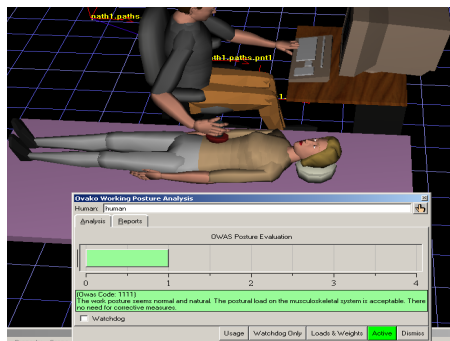 path1.paths
th1.paths.pnt1
1.
Ovako Working Posture Analysis
Human: human
Analysis Reports
OWAS Posture Evaluation
0 1 2 3 4
(Owas Code: 1111)
The work posture seems normal and natural. The postural load on the musculoskeletal system is acceptable. There
no need for corrective measures.
Watchdog
Usage Watchdog Only Loads & Weights Active Dismiss